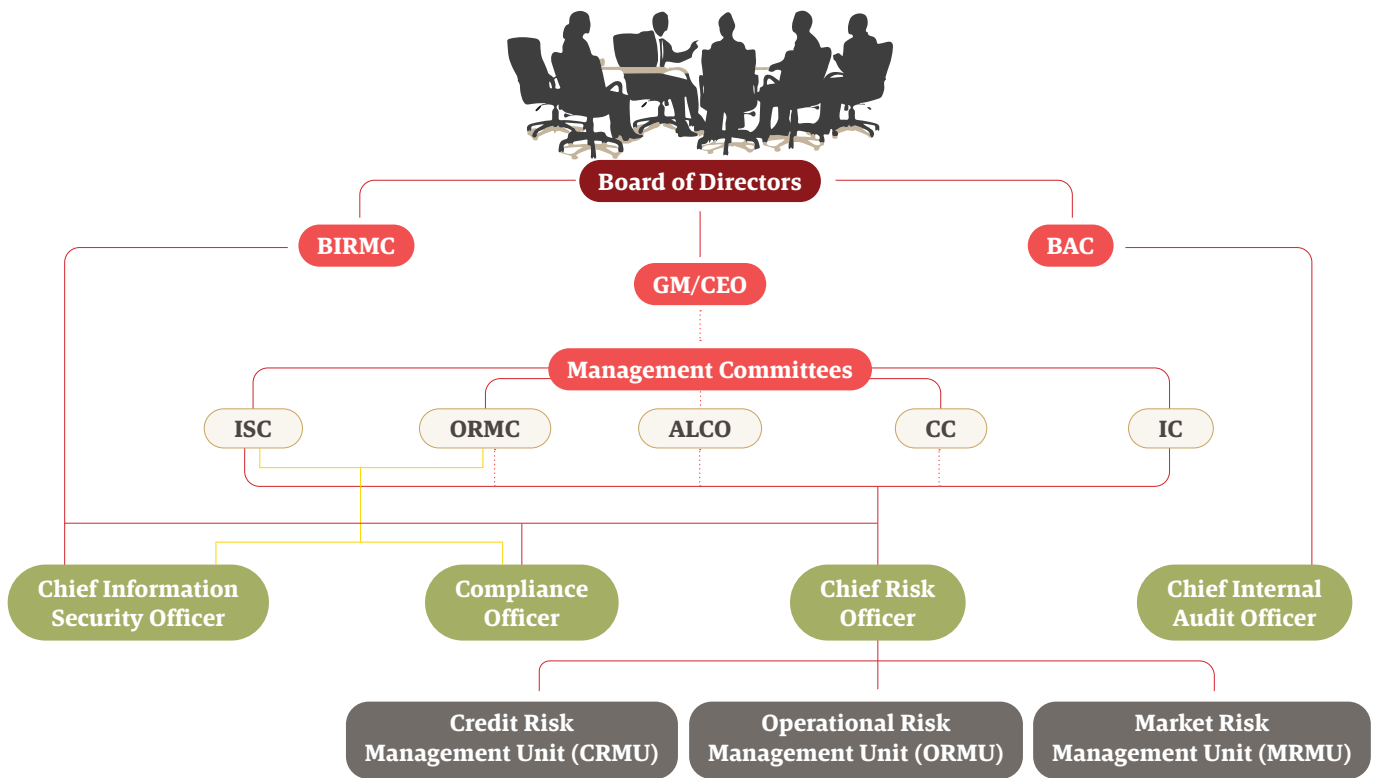 Board of Directors
BIRMC
BAC
GM/CEO
Management Committees
ISC
ORMC
ALCO
CC
IC
Chief Information
Security Officer
Compliance
Officer
Chief Risk
Officer
Chief Internal
Audit Officer
Credit Risk
Management Unit (CRMU)
Operational Risk
Management Unit (ORMU)
Market Risk
Management Unit (MRMU)